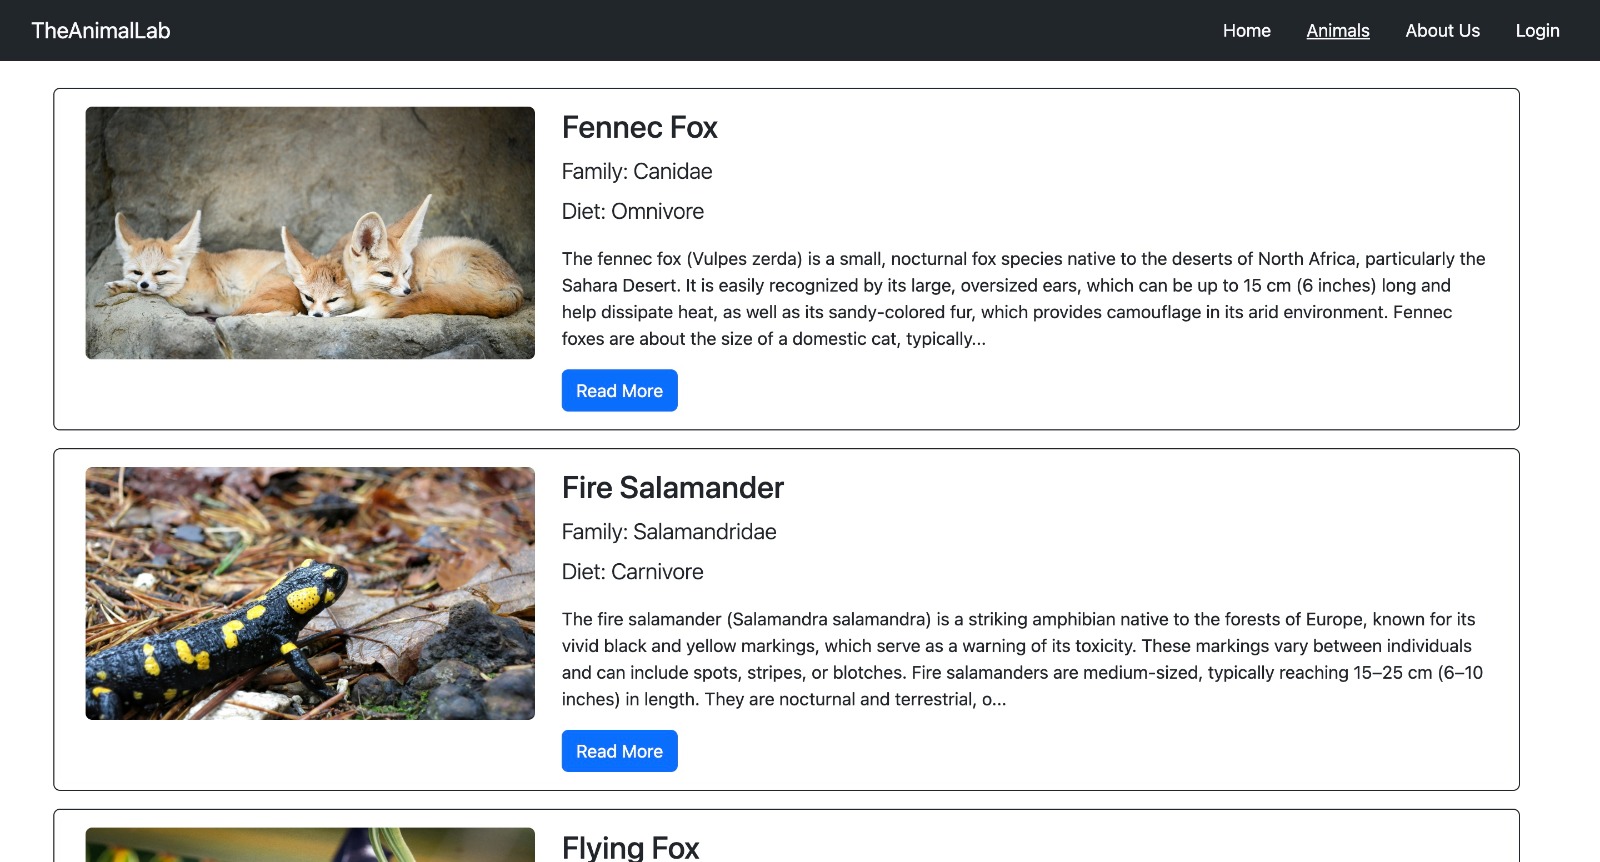 TheAnimalLab
Home
Animals
About Us
Login
Fennec Fox
Family: Canidae
Diet: Omnivore
The fennec fox (Vulpes zerda) is a small, nocturnal fox species native to the deserts of North Africa, particularly the
Sahara Desert. It is easily recognized by its large, oversized ears, which can be up to 15 cm (6 inches) long and
help dissipate heat, as well as its sandy-colored fur, which provides camouflage in its arid environment. Fennec
foxes are about the size of a domestic cat, typically...
Read More
Fire Salamander
Family: Salamandridae
Diet: Carnivore
The fire salamander (Salamandra salamandra) is a striking amphibian native to the forests of Europe, known for its
vivid black and yellow markings, which serve as a warning of its toxicity. These markings vary between individuals
and can include spots, stripes, or blotches. Fire salamanders are medium-sized, typically reaching 15–25 cm (6–10
inches) in length. They are nocturnal and terrestrial, o...
Read More
Flying Fox